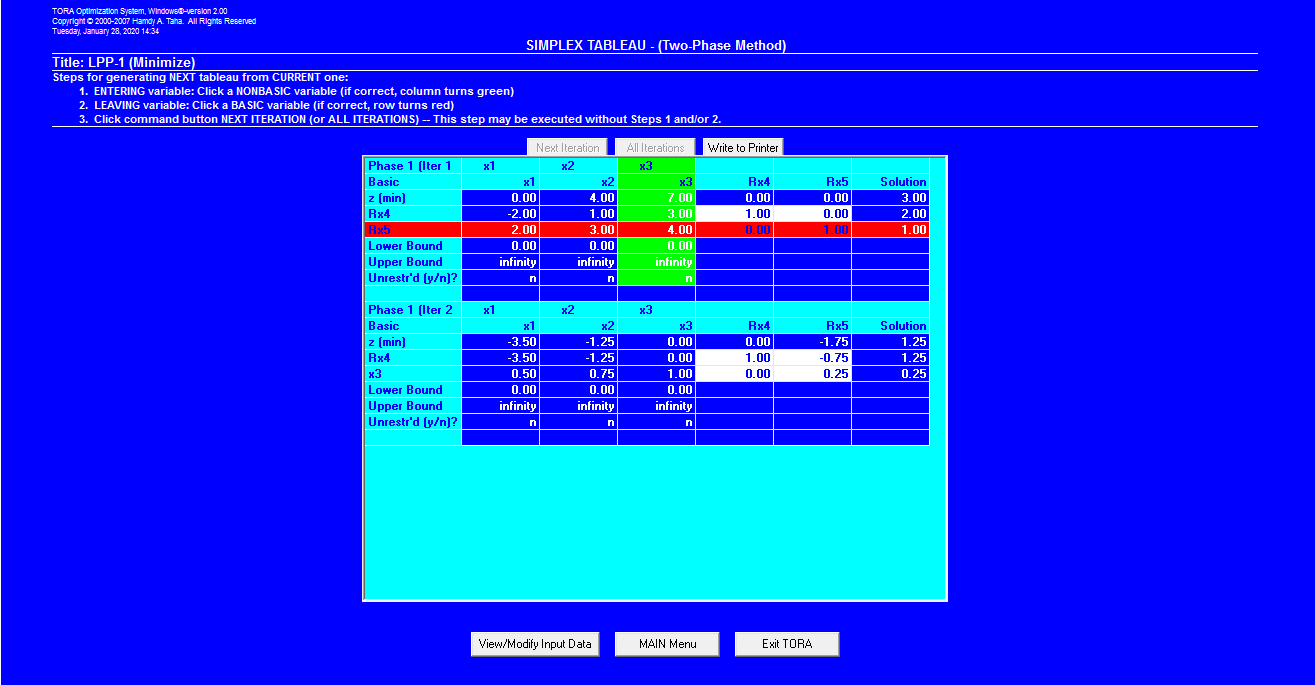 TORA Optimization System, Windows®-version 2.00
Copyright © 2000-2007 Hamdy A. Taha. All Rights Reserved
Tuesday, January 28, 2020 14:34
SIMPLEX TABLEAU - (Two-Phase Method)
Title: LPP-1 (Minimize)
Steps for generating NEXT tableau from CURRENT one:
1. ENTERING variable: Click a NONBASIC variable (if correct, column turns green)
2. LEAVING variable: Click a BASIC variable (if correct, row turns red)
3. Click command button NEXT ITERATION (or ALL ITERATIONS) -- This step may be executed without Steps 1 and/or 2.
Next Iteration All Iterations Write to Printer
Phase 1 (Iter 1 x1 x2 x3
Basic x1 x2 x3 Rx4 Rx5 Solution
z (min) 0.00 4.00 7.00 0.00 0.00 3.00
Rx4 -2.00 1.00 3.00 1.00 0.00 2.00
Rx5 2.00 3.00 4.00 0.00 1.00 1.00
Lower Bound 0.00 0.00 0.00
Upper Bound infinity infinity infinity
Unrestr'd (y/n)? n n n
Phase 1 (Iter 2 x1 x2 x3
Basic x1 x2 x3 Rx4 Rx5 Solution
z (min) -3.50 -1.25 0.00 0.00 -1.75 1.25
Rx4 -3.50 -1.25 0.00 1.00 -0.75 1.25
x3 0.50 0.75 1.00 0.00 0.25 0.25
Lower Bound 0.00 0.00 0.00
Upper Bound infinity infinity infinity
Unrestr'd (y/n)? n n n
View/Modify Input Data MAIN Menu Exit TORA